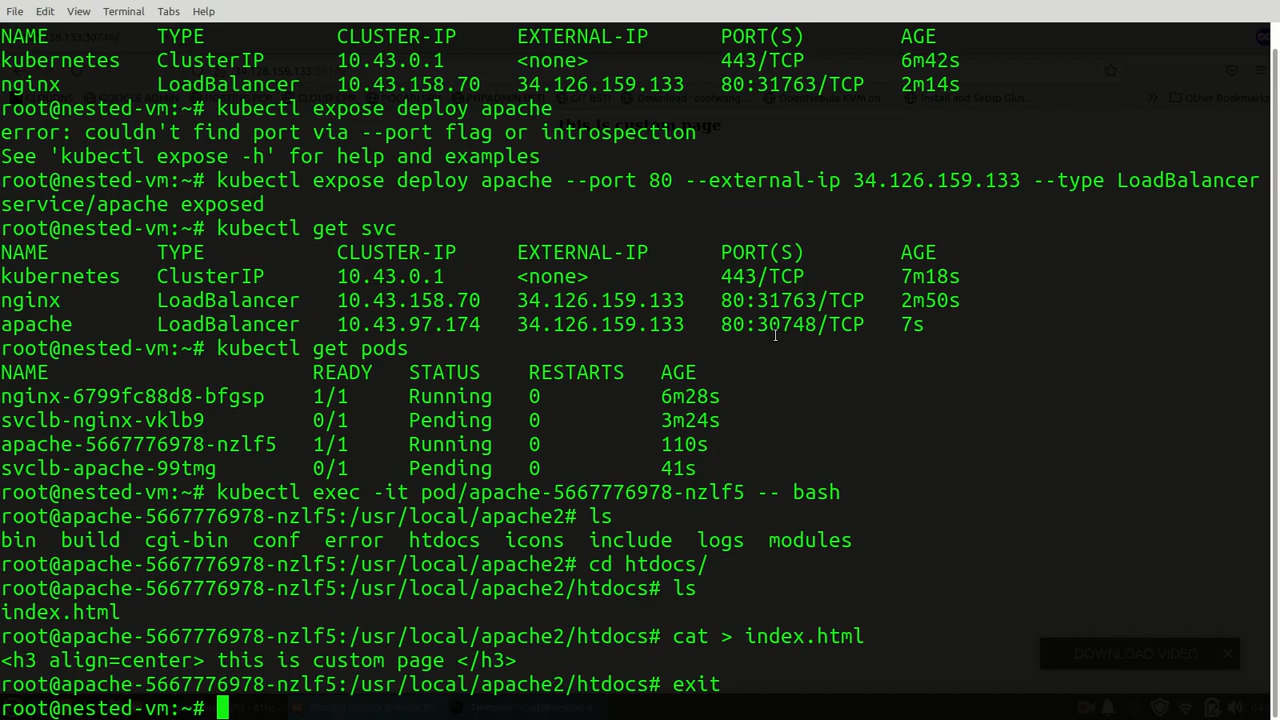 File Edit View Terminal Tabs Help
NAME TYPE CLUSTER-IP EXTERNAL-IP PORT(S) AGE
kubernetes ClusterIP 10.43.0.1 <none> 443/TCP 6m42s
nginx LoadBalancer 10.43.158.70 34.126.159.133 80:31763/TCP 2m14s
root@nested-vm:~# kubectl expose deploy apache
error: couldn't find port via --port flag or introspection
See 'kubectl expose -h' for help and examples
root@nested-vm:~# kubectl expose deploy apache --port 80 --external-ip 34.126.159.133 --type LoadBalancer
service/apache exposed
root@nested-vm:~# kubectl get svc
NAME TYPE CLUSTER-IP EXTERNAL-IP PORT(S) AGE
kubernetes ClusterIP 10.43.0.1 <none> 443/TCP 7m18s
nginx LoadBalancer 10.43.158.70 34.126.159.133 80:31763/TCP 2m50s
apache LoadBalancer 10.43.97.174 34.126.159.133 80:30748/TCP 7s
root@nested-vm:~# kubectl get pods
NAME READY STATUS RESTARTS AGE
nginx-6799fc88d8-bfgsp 1/1 Running 0 6m28s
svclb-nginx-vklb9 0/1 Pending 0 3m24s
apache-5667776978-nzlf5 1/1 Running 0 110s
svclb-apache-99tmg 0/1 Pending 0 41s
root@nested-vm:~# kubectl exec -it pod/apache-5667776978-nzlf5 -- bash
root@apache-5667776978-nzlf5:/usr/local/apache2# ls
bin build cgi-bin conf error htdocs icons include logs modules
root@apache-5667776978-nzlf5:/usr/local/apache2# cd htdocs/
root@apache-5667776978-nzlf5:/usr/local/apache2/htdocs# ls
index.html
root@apache-5667776978-nzlf5:/usr/local/apache2/htdocs# cat > index.html
<h3 align=center> this is custom page </h3>
root@apache-5667776978-nzlf5:/usr/local/apache2/htdocs# exit
root@nested-vm:~#
DOWNLOAD VIDEO